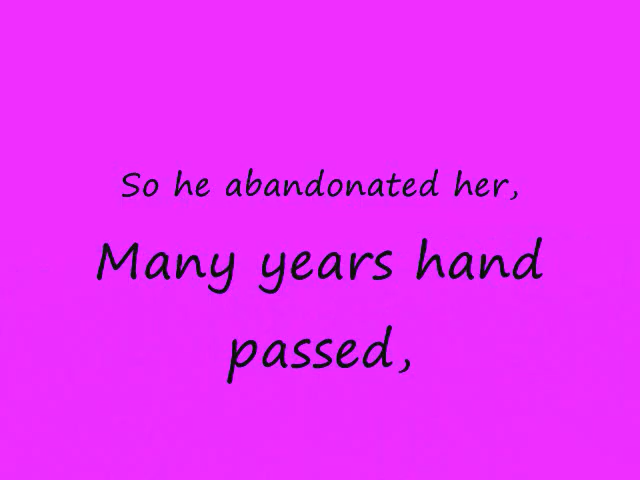 So he abandonated her,
Many years hand
passed,